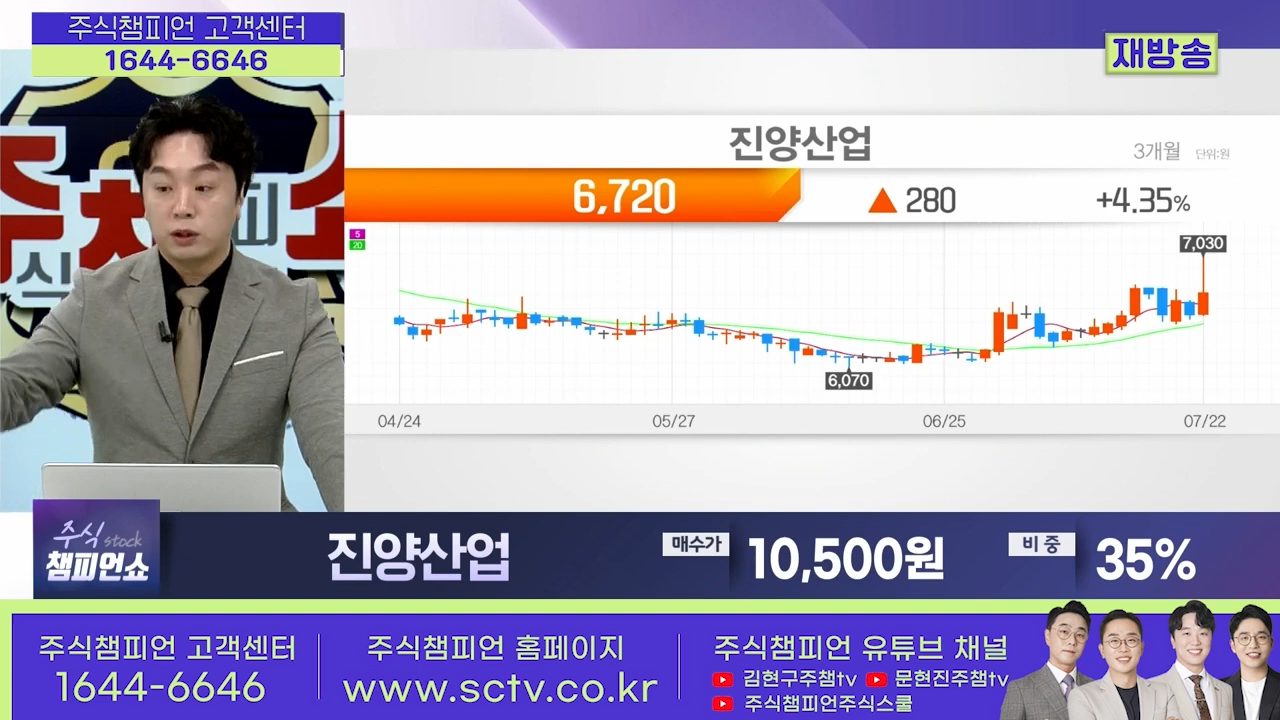 주식챔피언 고객센터
1644-6646
재방송
진양산업
3개월 단위:원
6,720 ▲ 280 +4.35%
5
20
7,030
6,070
04/24 05/27 06/25 07/22
주식 stock
챔피언쇼
진양산업 매수가 10,500원 비중 35%
주식챔피언 고객센터
1644-6646
주식챔피언 홈페이지
www.sctv.co.kr
주식챔피언 유튜브 채널
김현구주챔tv 문현진주챔tv
주식챔피언주식스쿨